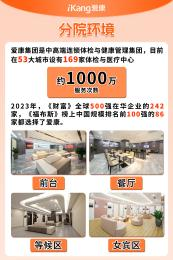 iKang爱康
分院环境
爱康集团是中高端连锁体检与健康管理集团，目前
在53大城市设有169家体检与医疗中心
约1000万
服务次数
2023年，《财富》全球500强在华企业的242
家，《福布斯》榜上中国规模排名前100强的86
家都选择了爱康。
前台
餐厅
等候区
女宾区